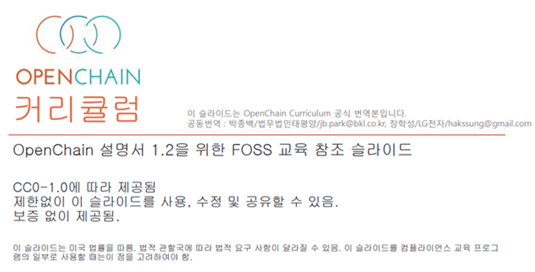 OPENCHAIN
커리큘럼
이 슬라이드는 OpenChain Curriculum 공식 번역본입니다.
공동번역 : 박종백/법무법인태평양/jb.park@bkl.co.kr, 장학성/LG전자/hakssung@gmail.com
OpenChain 설명서 1.2을 위한 FOSS 교육 참조 슬라이드
CC0-1.0에 따라 제공됨
제한없이 이 슬라이드를 사용, 수정 및 공유할 수 있음.
보증 없이 제공됨.
이 슬라이드는 미국 법률을 따름. 법적 관할국에 따라 법적 요구 사항이 달라질 수 있음. 이 슬라이드를 컴플라이언스 교육 프로그
램의 일부로 사용할 때는이 점을 고려하여야 함.